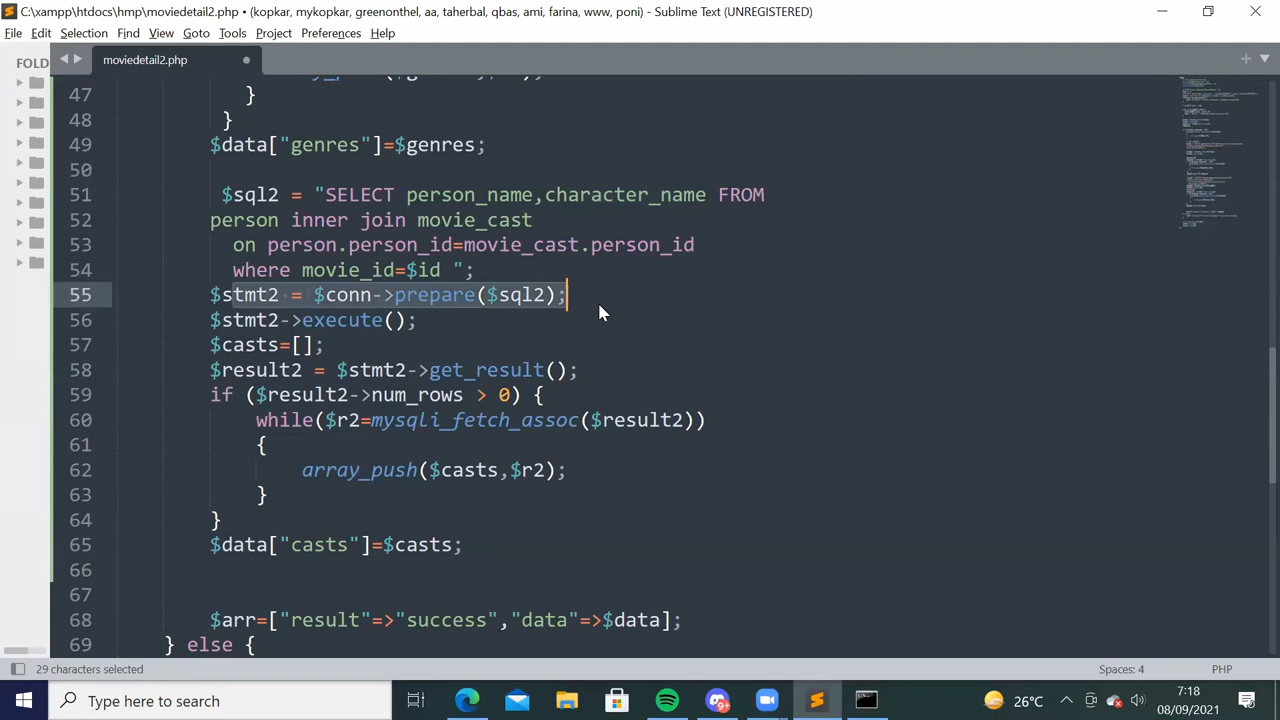 C:\xampp\htdocs\hmp\moviedetail2.php • (kopkar, mykopkar, greenonthel, aa, taherbal, qbas, ami, farina, www, poni) - Sublime Text (UNREGISTERED)
File Edit Selection Find View Goto Tools Project Preferences Help
FOLD
moviedetail2.php
47 }
48 }
49 $data["genres"]=$genres;
50
51 $sql2 = "SELECT person_name,character_name FROM
52 person inner join movie_cast
53 on person.person_id=movie_cast.person_id
54 where movie_id=$id ";
55 $stmt2 = $conn->prepare($sql2);
56 $stmt2->execute();
57 $casts=[];
58 $result2 = $stmt2->get_result();
59 if ($result2->num_rows > 0) {
60 while($r2=mysqli_fetch_assoc($result2))
61 {
62 array_push($casts,$r2);
63 }
64 }
65 $data["casts"]=$casts;
66
67
68 $arr=["result"=>"success","data"=>$data];
69 } else {
29 characters selected Spaces: 4 PHP
Type here to search 9+ 26°C 7:18
08/09/2021